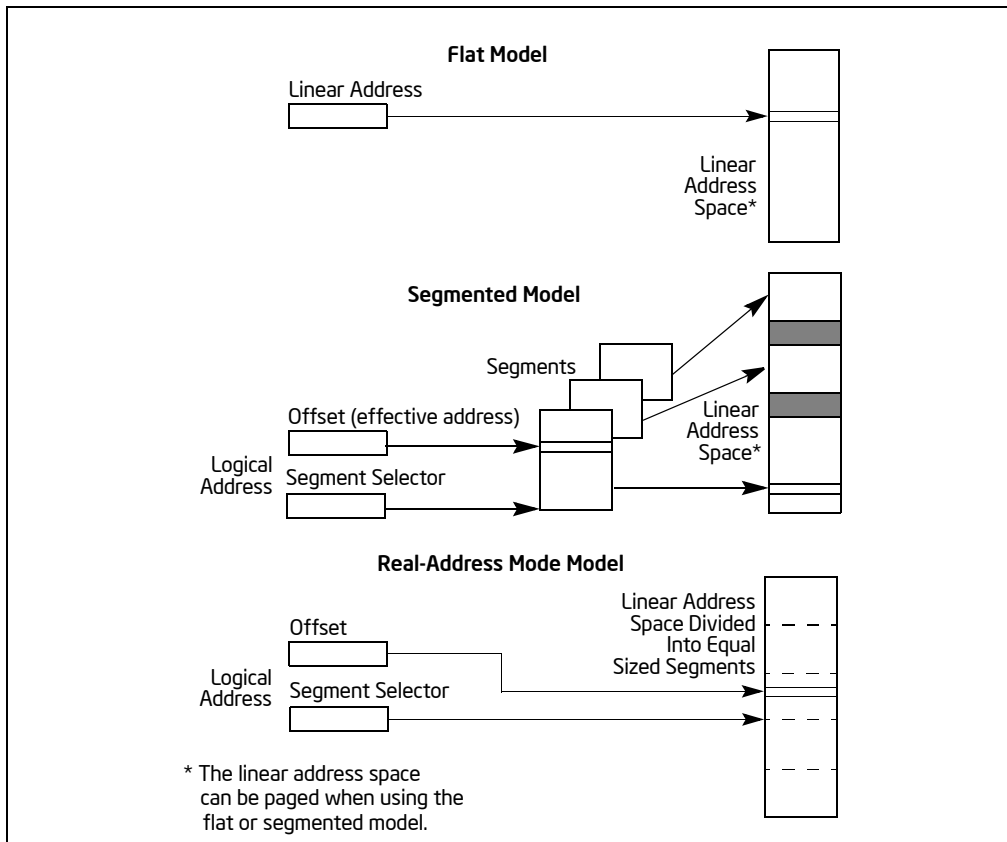 Flat Model
Linear Address
Linear
Address
Space*
Segmented Model
Segments
Offset (effective address)
Logical
Address
Segment Selector
Linear
Address
Space*
Real-Address Mode Model
Offset
Logical
Address
Segment Selector
Linear Address
Space Divided
Into Equal
Sized Segments
* The linear address space
can be paged when using the
flat or segmented model.